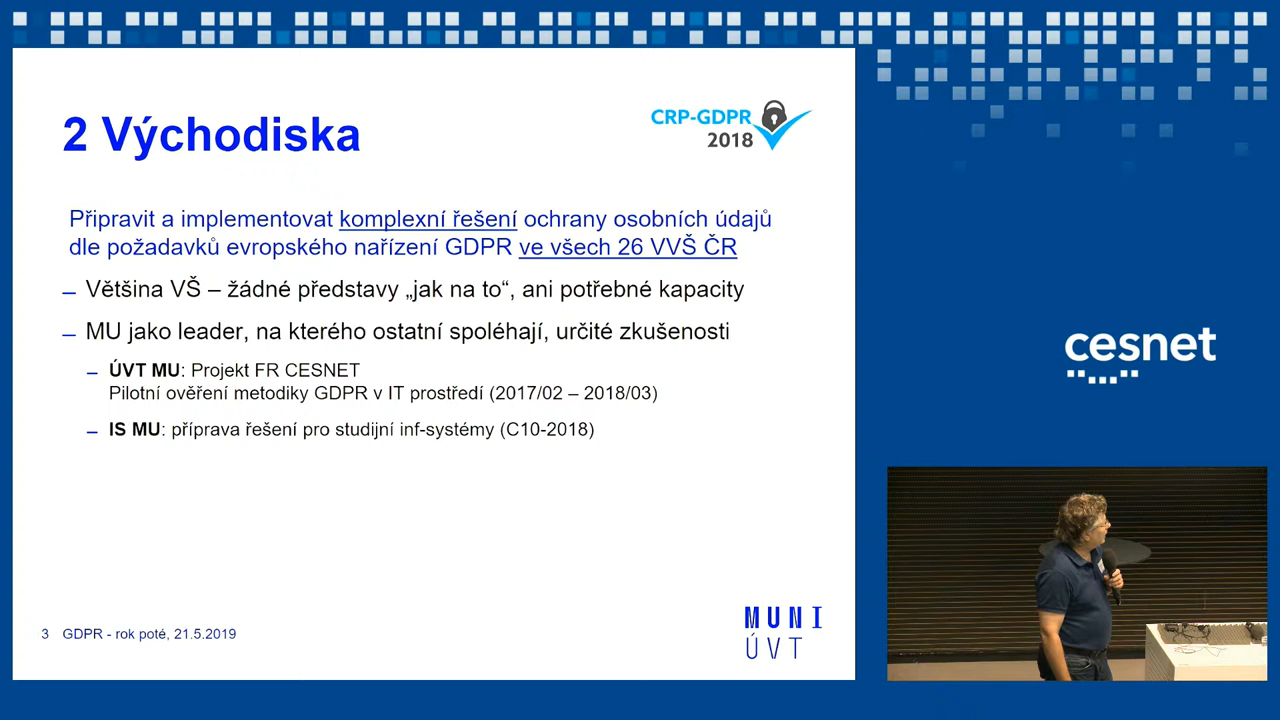 2 Východiska
CRP-GDPR
2018
Připravit a implementovat komplexní řešení ochrany osobních údajů
dle požadavků evropského nařízení GDPR ve všech 26 VVŠ ČR
– Většina VŠ – žádné představy „jak na to“, ani potřebné kapacity
– MU jako leader, na kterého ostatní spoléhají, určité zkušenosti
– ÚVT MU: Projekt FR CESNET
Pilotní ověření metodiky GDPR v IT prostředí (2017/02 – 2018/03)
– IS MU: příprava řešení pro studijní inf-systémy (C10-2018)
3 GDPR - rok poté, 21.5.2019
MUNI
ÚVT
cesnet